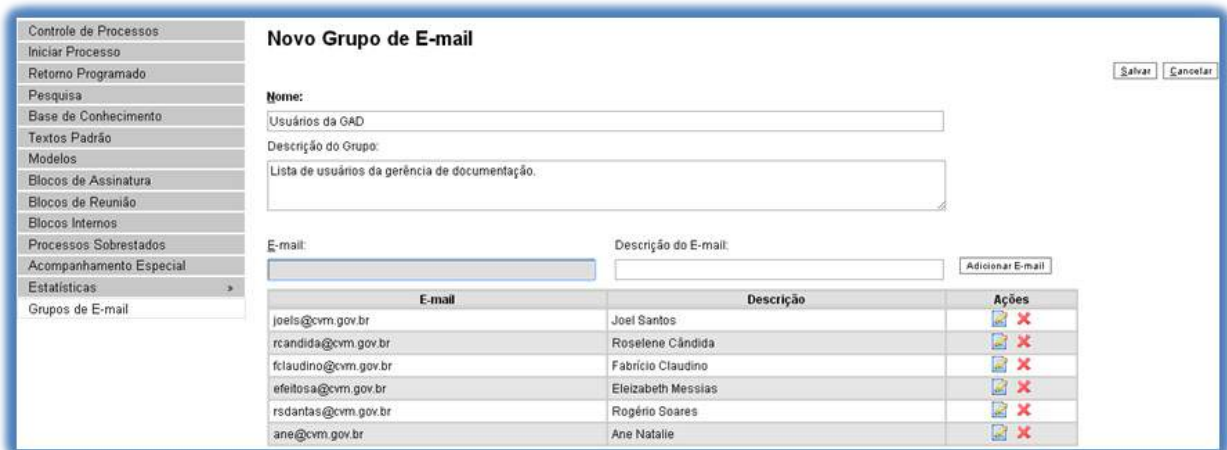 Controle de Processos
Iniciar Processo
Retorno Programado
Pesquisa
Base de Conhecimento
Textos Padrão
Modelos
Blocos de Assinatura
Blocos de Reunião
Blocos Internos
Processos Sobrestados
Acompanhamento Especial
Estatísticas »
Grupos de E-mail
Novo Grupo de E-mail
Salvar Cancelar
Nome:
Usuários da GAD
Descrição do Grupo:
Lista de usuários da gerência de documentação.
E-mail: Descrição do E-mail:
Adicionar E-mail
E-mail Descrição Ações
joels@cvm.gov.br Joel Santos
rcandida@cvm.gov.br Roselene Cândida
fclaudino@cvm.gov.br Fabrício Claudino
efeitosa@cvm.gov.br Eleizabeth Messias
rsdantas@cvm.gov.br Rogério Soares
ane@cvm.gov.br Ane Natalie